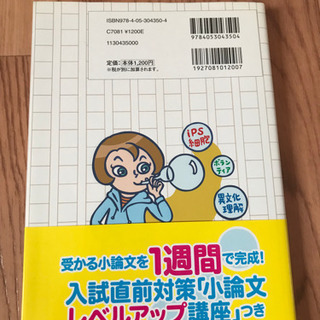 ISBN978-4-05-304350-4
C7081 ¥1200E
1130435000
定価：本体1,200円
※税が別に加算されます。
9784053043504
1927081012007
iPS
細胞
ボラン
ティア
異文化
理解
受かる小論文を1週間で完成!
入試直前対策「小論文
レベルアップ講座」つき